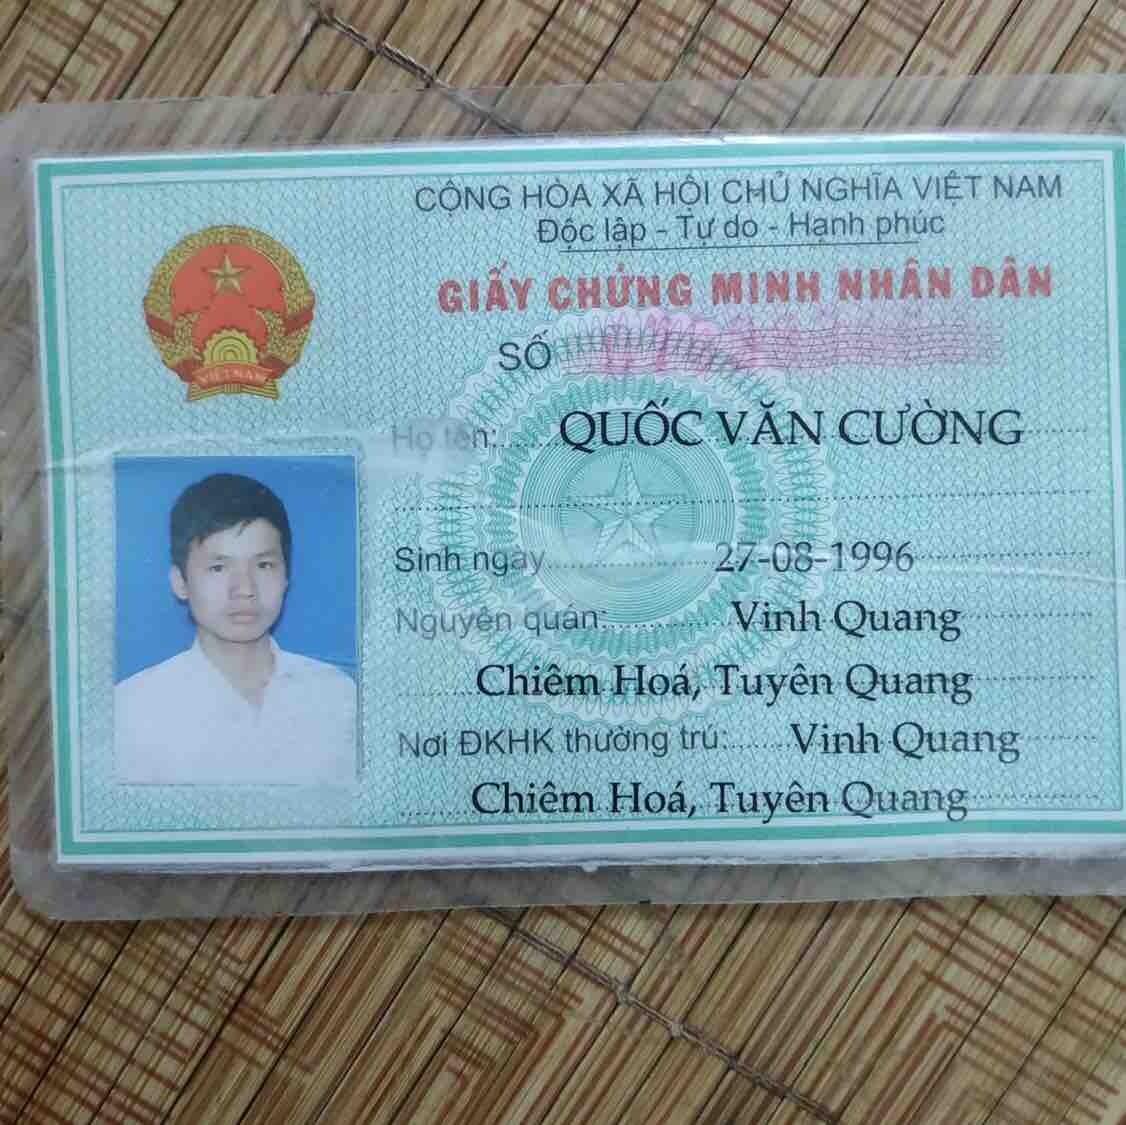 CỘNG HÒA XÃ HỘI CHỦ NGHĨA VIỆT NAM
Độc lập - Tự do - Hạnh phúc
GIẤY CHỨNG MINH NHÂN DÂN
SỐ
VIỆT NAM
Họ tên: QUỐC VĂN CƯỜNG
Sinh ngày 27-08-1996
Nguyên quán: Vinh Quang
Chiêm Hoá, Tuyên Quang
Nơi ĐKHK thường trú: Vinh Quang
Chiêm Hoá, Tuyên Quang